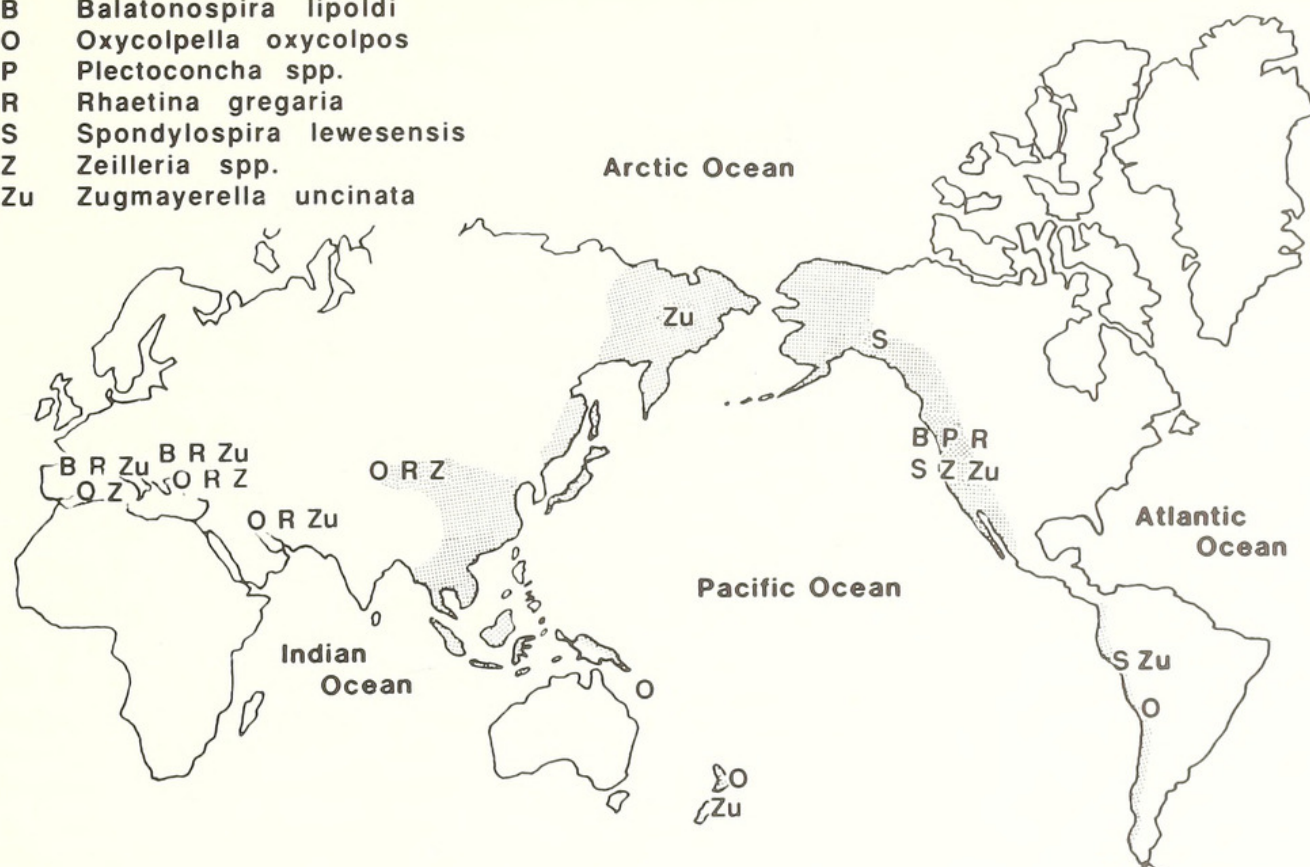 B Balatonospira lipoldi
O Oxycolpella oxycolpos
P Plectoconcha spp.
R Rhaetina gregaria
S Spondylospira lewesensis
Z Zeilleria spp.
Zu Zugmayerella uncinata
Arctic Ocean
Zu
S
B P R
S Z Zu
B R Zu
O Z
B R Zu
O R Z
O R Z
O R Zu
Atlantic
Ocean
Pacific Ocean
Indian
Ocean
O
S Zu
O
O
Zu